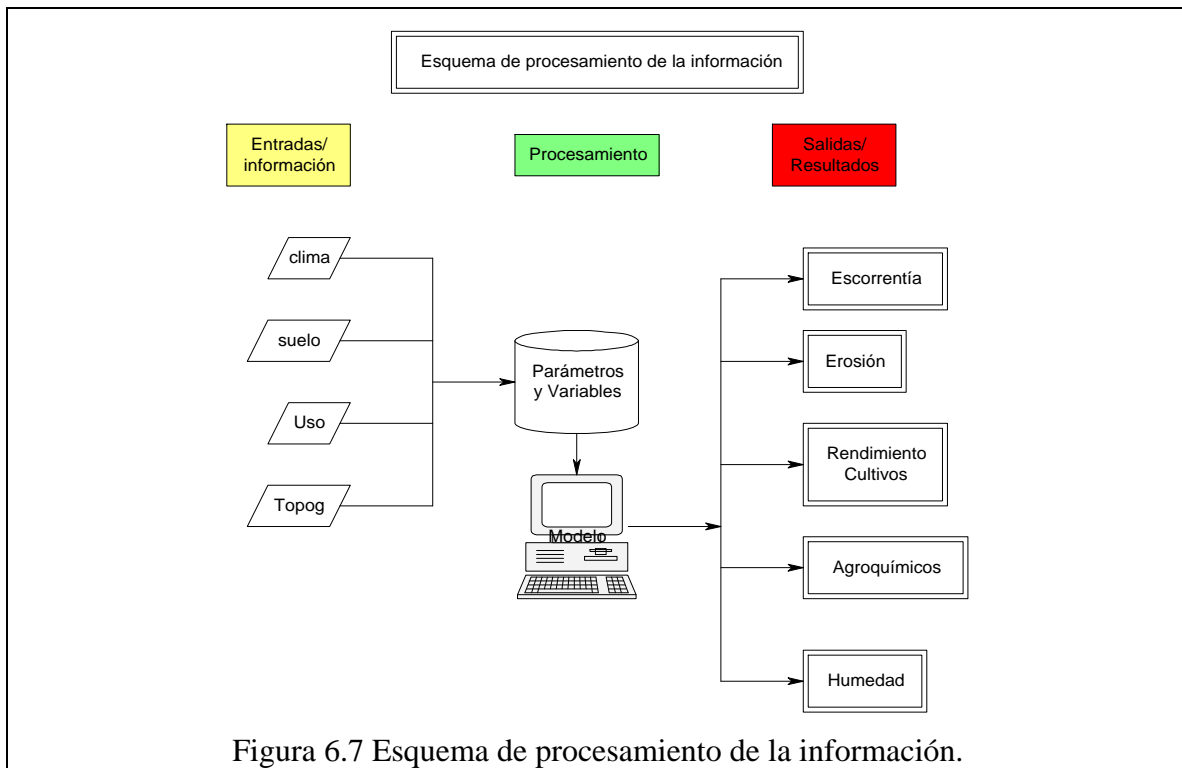 Esquema de procesamiento de la información
Entradas/
información
Procesamiento
Salidas/
Resultados
clima
suelo
Uso
Topog
Parámetros
y Variables
Modelo
Escorrentía
Erosión
Rendimiento
Cultivos
Agroquímicos
Humedad
Figura 6.7 Esquema de procesamiento de la información.